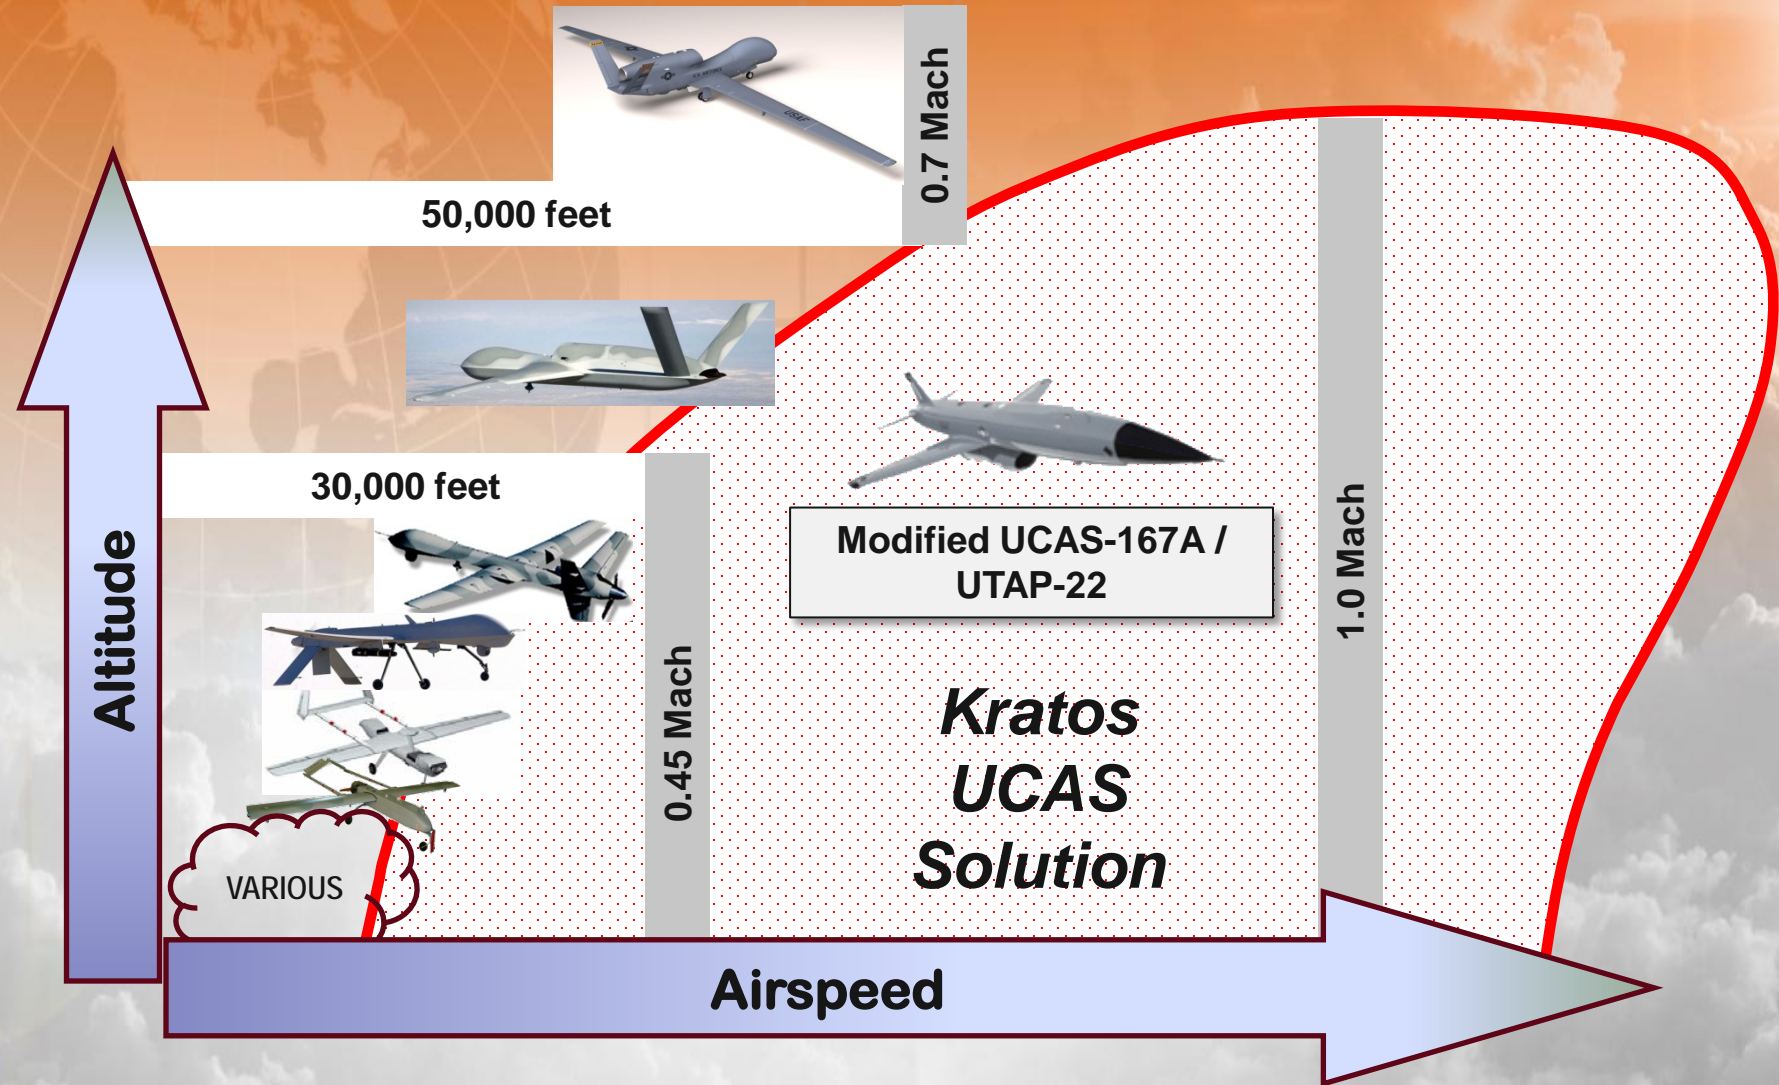 0.7 Mach
50,000 feet
30,000 feet
Altitude
0.45 Mach
Modified UCAS-167A /
UTAP-22
1.0 Mach
Kratos
UCAS
Solution
VARIOUS
Airspeed
USAF